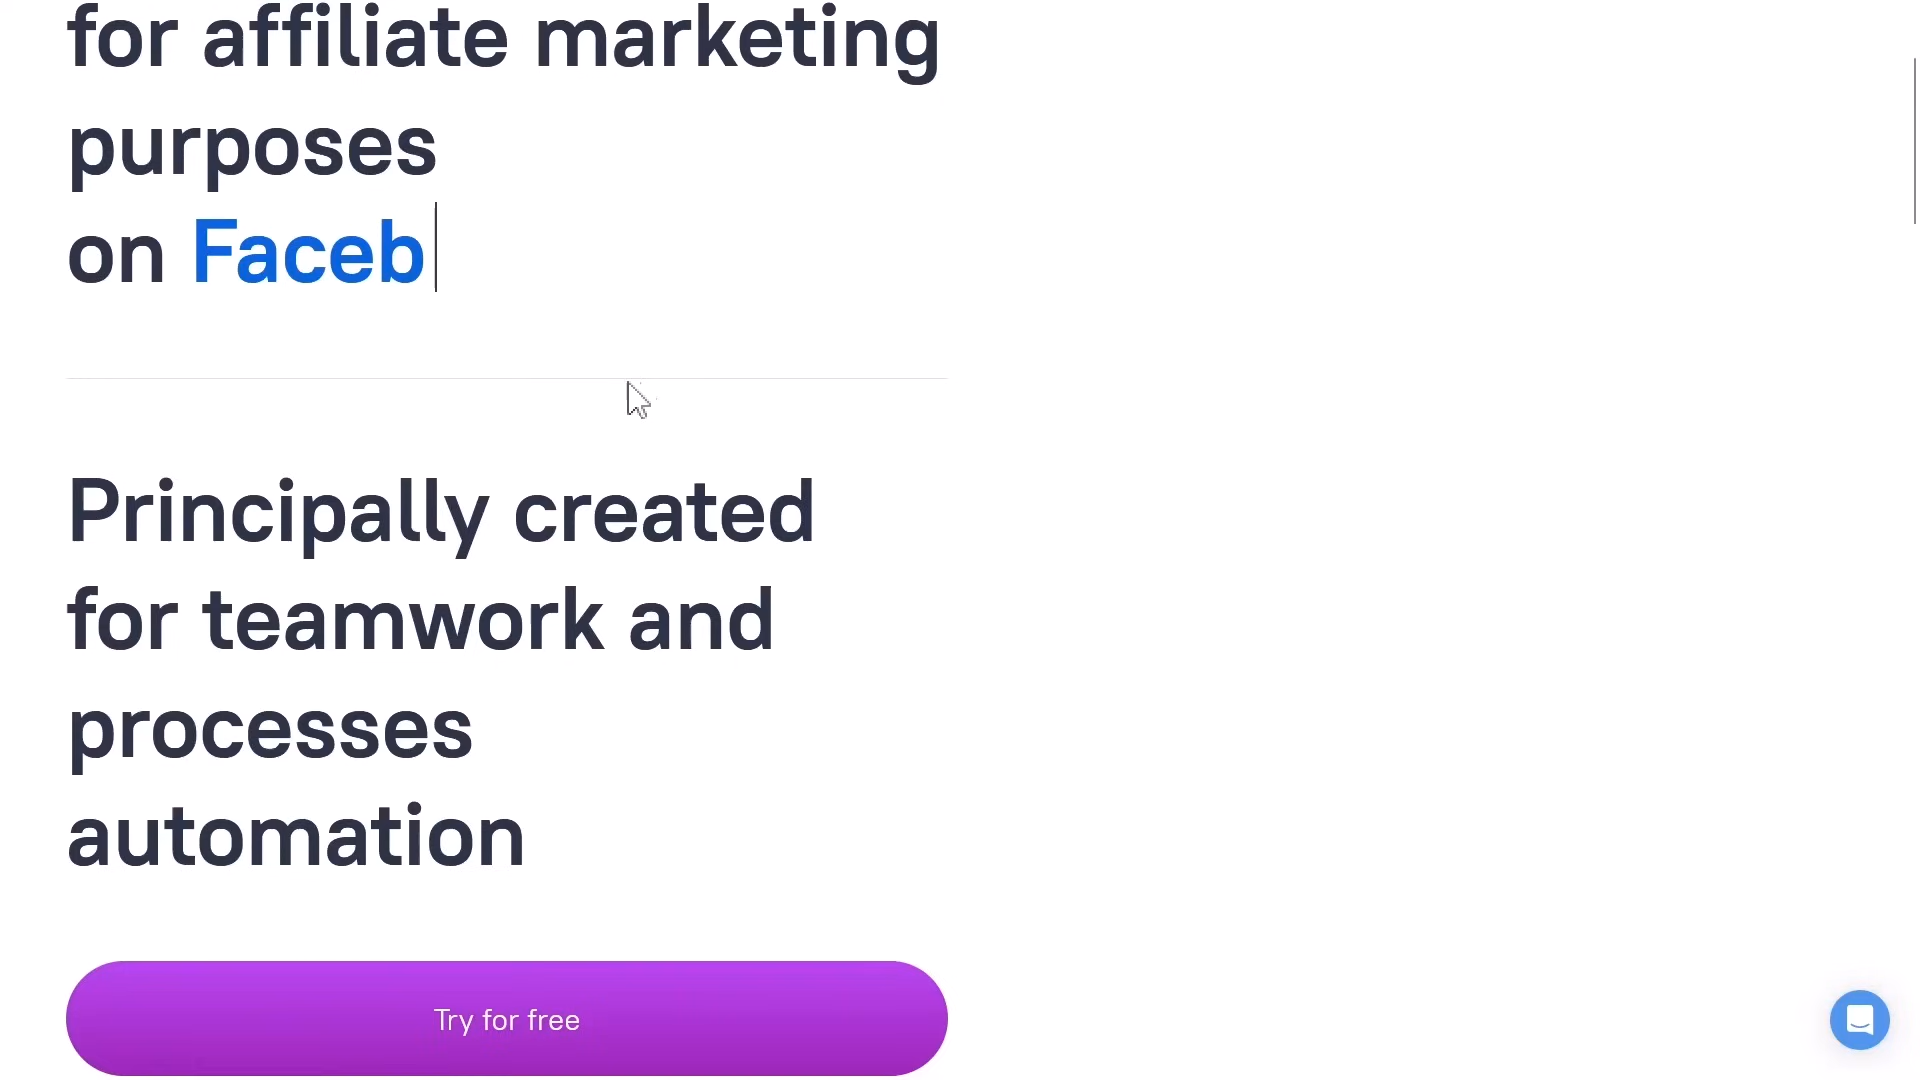 for affiliate marketing
purposes
on Faceb
Principally created
for teamwork and
processes
automation
Try for free